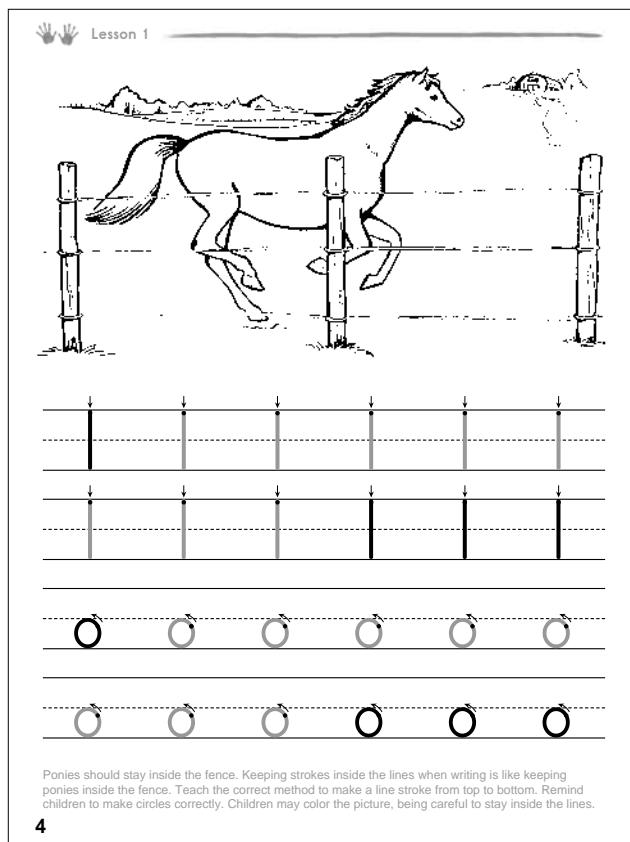 Lesson 1
l l l l l l
l l l l l l
o o o o o o
o o o o o o
Ponies should stay inside the fence. Keeping strokes inside the lines when writing is like keeping
ponies inside the fence. Teach the correct method to make a line stroke from top to bottom. Remind
children to make circles correctly. Children may color the picture, being careful to stay inside the lines.
4